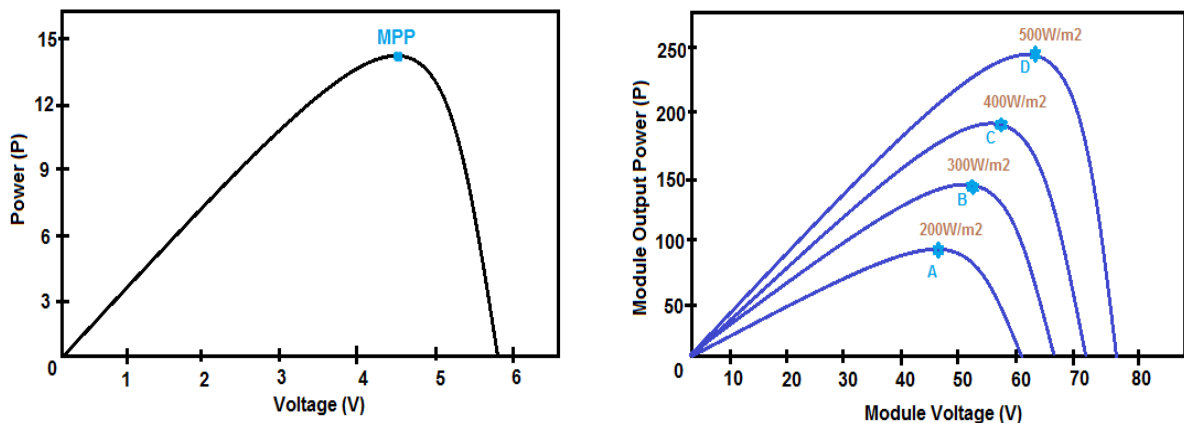 15
12
9
6
3
0
Power (P)
MPP
1 2 3 4 5 6
Voltage (V)
250
200
150
100
50
0
Module Output Power (P)
500W/m2
D
400W/m2
C
300W/m2
B
200W/m2
A
10 20 30 40 50 60 70 80
Module Voltage (V)